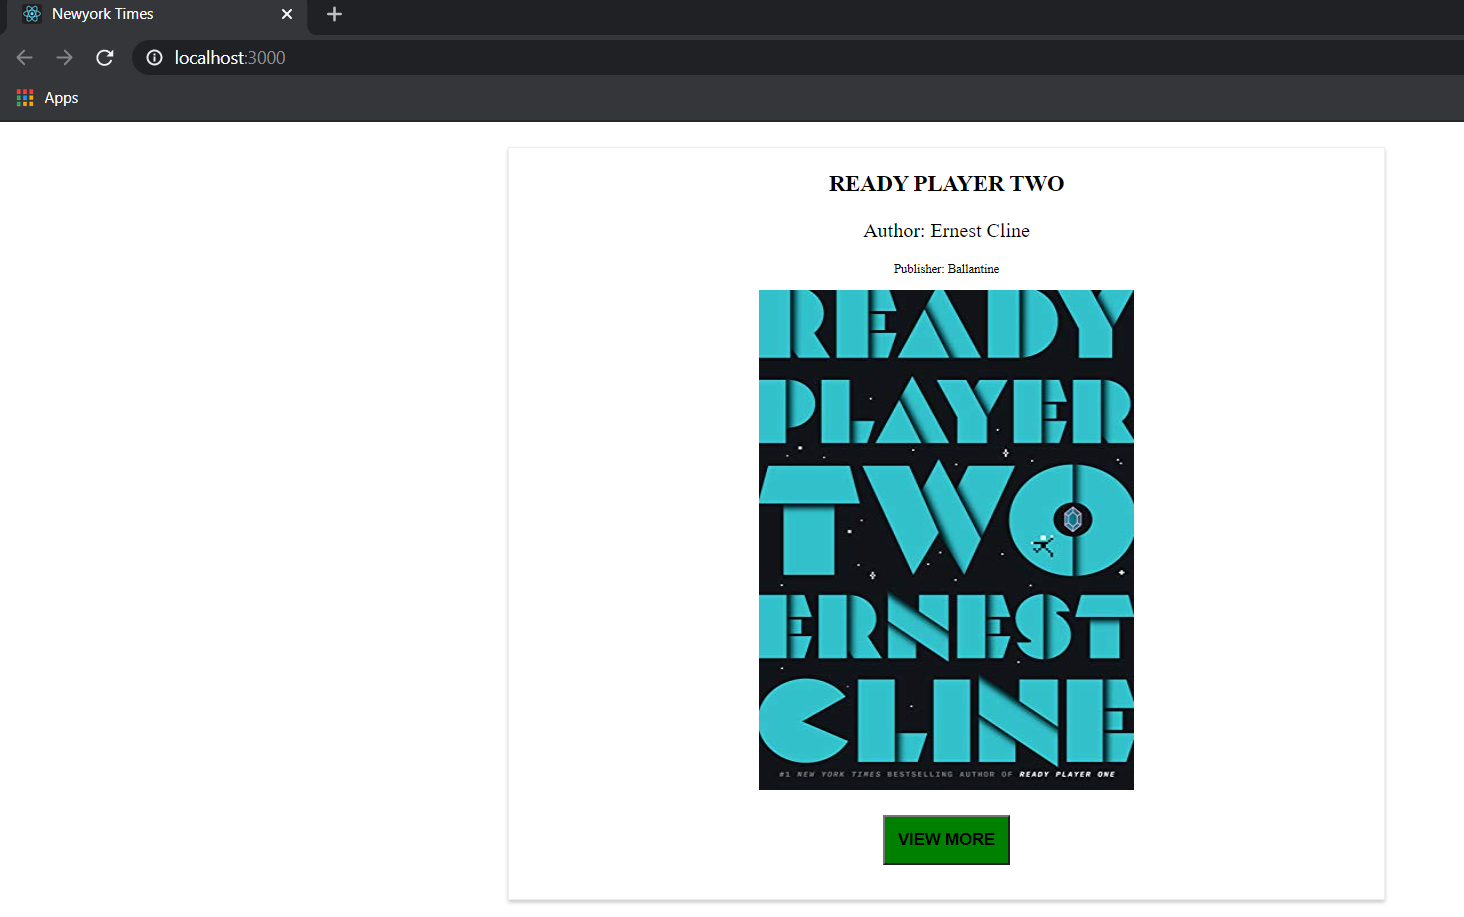 Newyork Times
localhost:3000
Apps
READY PLAYER TWO
Author: Ernest Cline
Publisher: Ballantine
READY
PLAYER
TWO
ERNEST
CLINE
#1 NEW YORK TIMES BESTSELLING AUTHOR OF READY PLAYER ONE
VIEW MORE